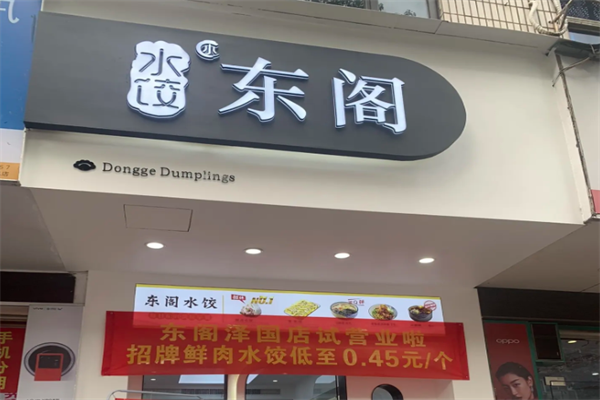 水饺
水
东阁
Dongge Dumplings
东阁水饺
NO.1
东阁泽国店试营业啦
招牌鲜肉水饺低至0.45元/个
oppo